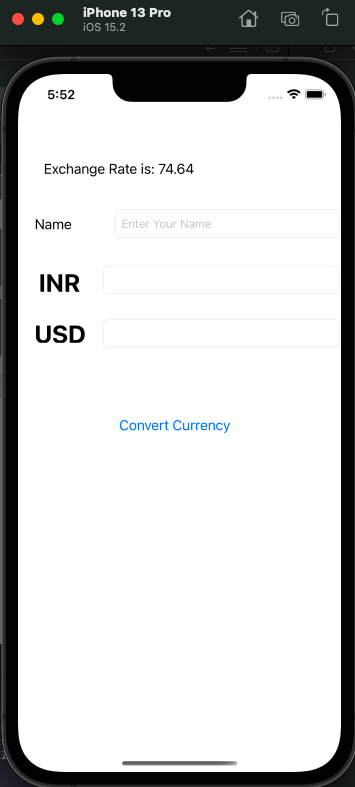 iPhone 13 Pro
iOS 15.2
5:52
Exchange Rate is: 74.64
Name
Enter Your Name
INR
USD
Convert Currency